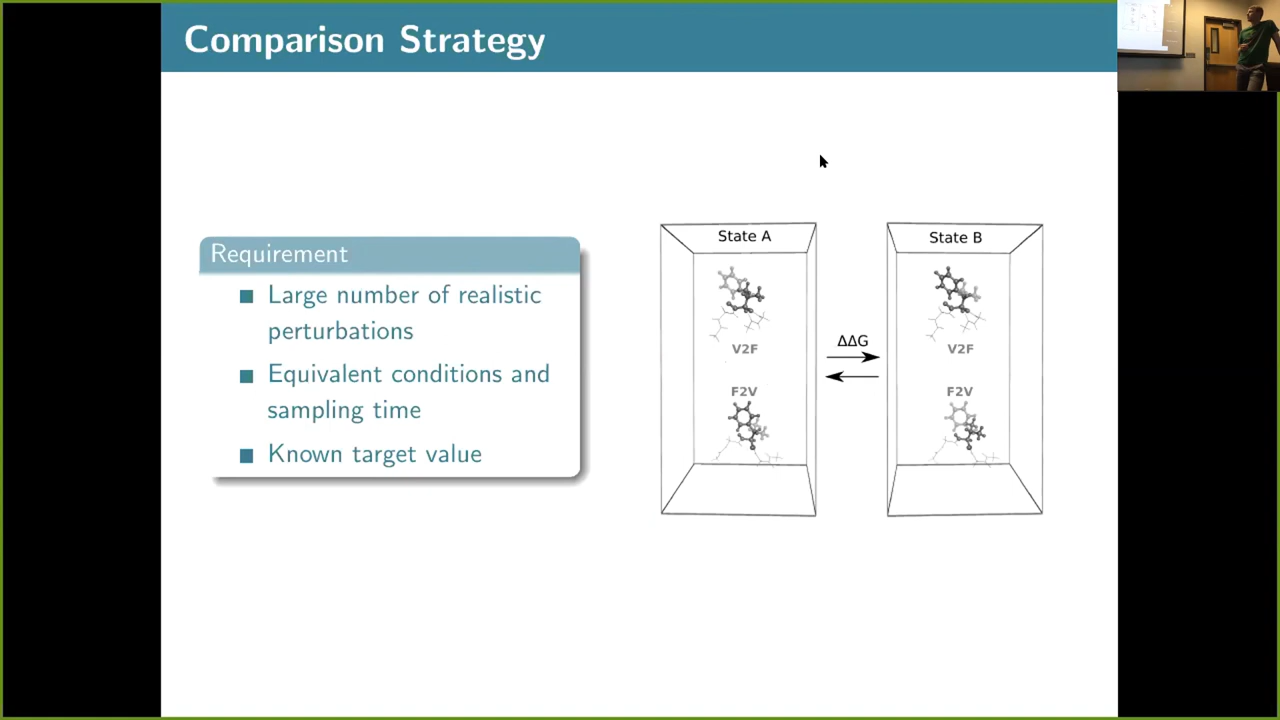 Comparison Strategy
Requirement
Large number of realistic
perturbations
Equivalent conditions and
sampling time
Known target value
State A
V2F
F2V
ΔΔG
State B
V2F
F2V